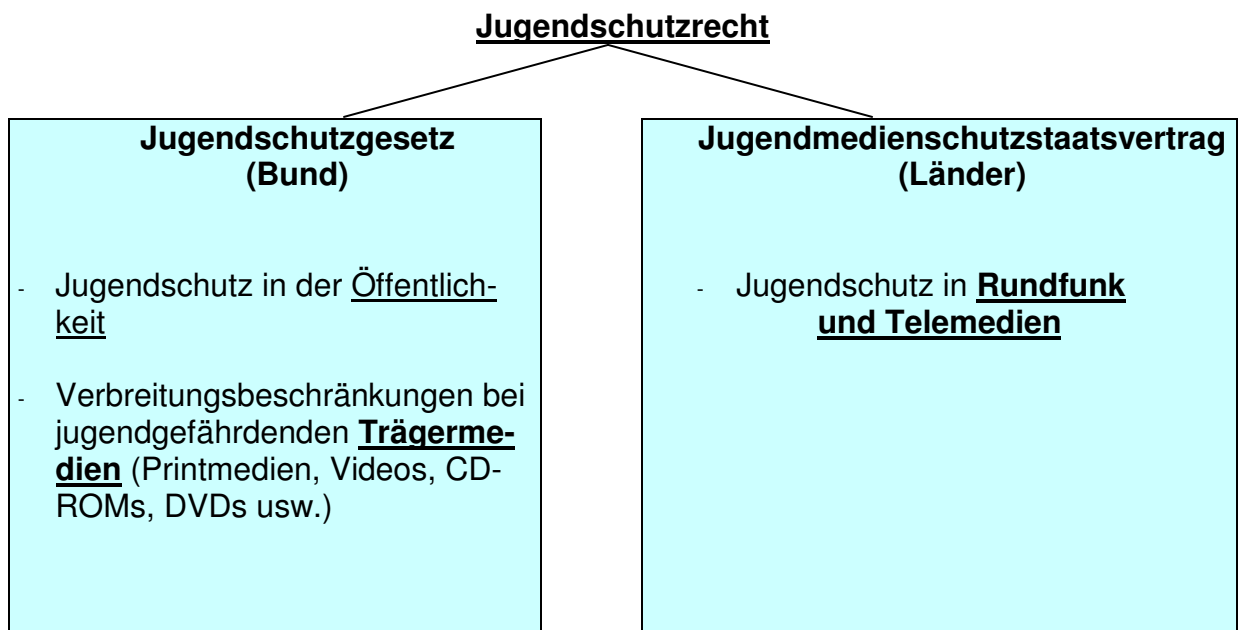 Jugendschutzrecht
Jugendschutzgesetz
(Bund)
- Jugendschutz in der Öffentlich-
keit
- Verbreitungsbeschränkungen bei
jugendgefährdenden Trägerme-
dien (Printmedien, Videos, CD-
ROMs, DVDs usw.)
Jugendmedienschutzstaatsvertrag
(Länder)
- Jugendschutz in Rundfunk
und Telemedien